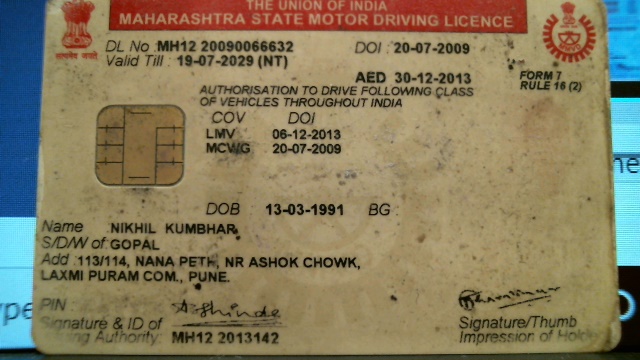 THE UNION OF INDIA
MAHARASHTRA STATE MOTOR DRIVING LICENCE
DL No : MH12 20090066632 DOI : 20-07-2009
Valid Till : 19-07-2029 (NT)
AED 30-12-2013
FORM 7
RULE 16 (2)
AUTHORISATION TO DRIVE FOLLOWING CLASS
OF VEHICLES THROUGHOUT INDIA
COV DOI
LMV 06-12-2013
MCWG 20-07-2009
DOB 13-03-1991 BG
Name NIKHIL KUMBHAR
S/D/W of GOPAL
Add : 113/114, NANA PETH, NR ASHOK CHOWK,
LAXMI PURAM COM., PUNE.
PIN
Signature & ID of
Authority: MH12 2013142
Signature/Thumb
Impression of